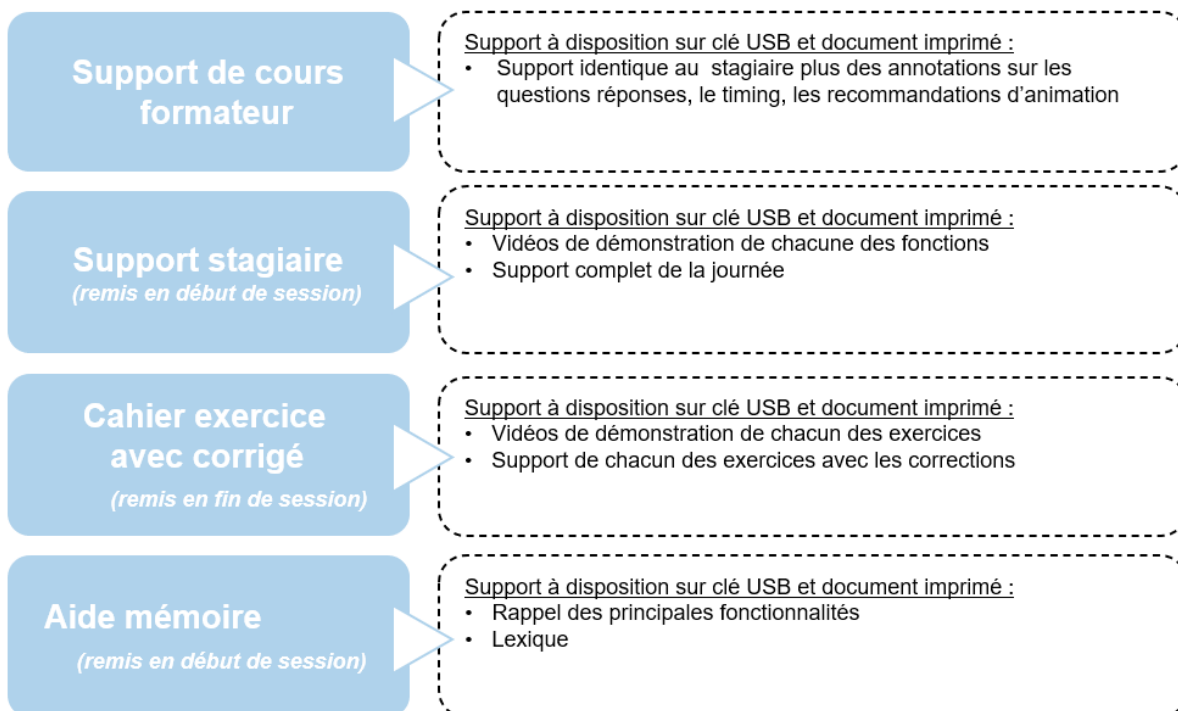 Support de cours
formateur
Support à disposition sur clé USB et document imprimé :
• Support identique au stagiaire plus des annotations sur les
questions réponses, le timing, les recommandations d’animation
Support stagiaire
(remis en début de session)
Support à disposition sur clé USB et document imprimé :
• Vidéos de démonstration de chacune des fonctions
• Support complet de la journée
Cahier exercice
avec corrigé
(remis en fin de session)
Support à disposition sur clé USB et document imprimé :
• Vidéos de démonstration de chacun des exercices
• Support de chacun des exercices avec les corrections
Aide mémoire
(remis en début de session)
Support à disposition sur clé USB et document imprimé :
• Rappel des principales fonctionnalités
• Lexique